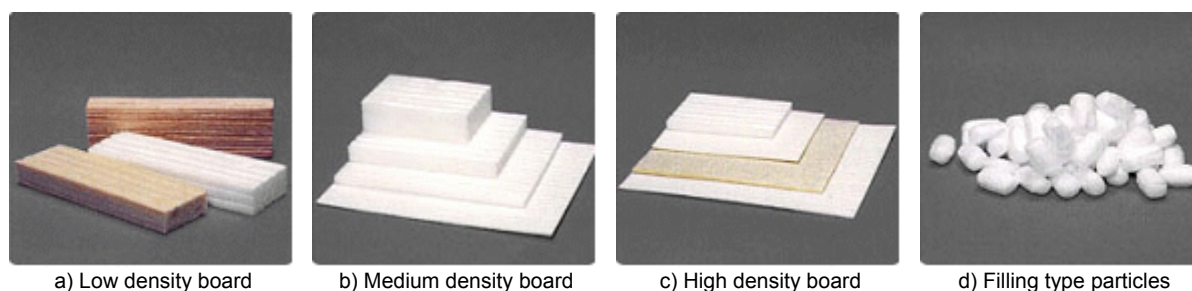 a) Low density board
b) Medium density board
c) High density board
d) Filling type particles